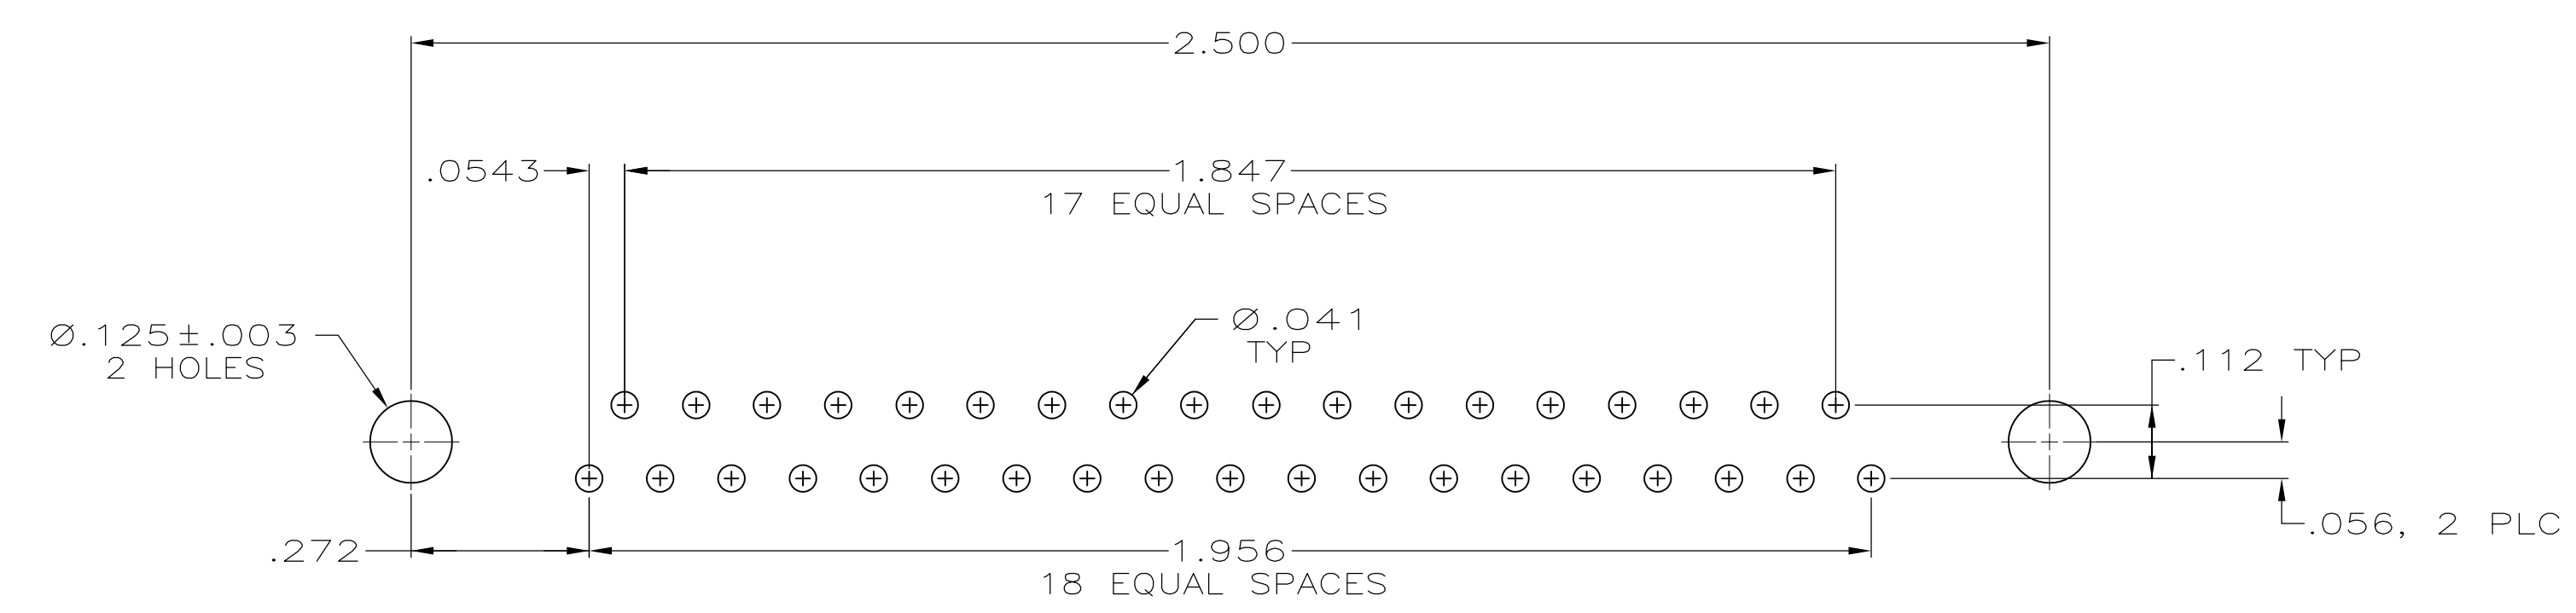 2.500
.0543
1.847
17 EQUAL SPACES
Ø.125±.003
2 HOLES
Ø.041
TYP
.112 TYP
.056, 2 PLC
.272
1.956
18 EQUAL SPACES